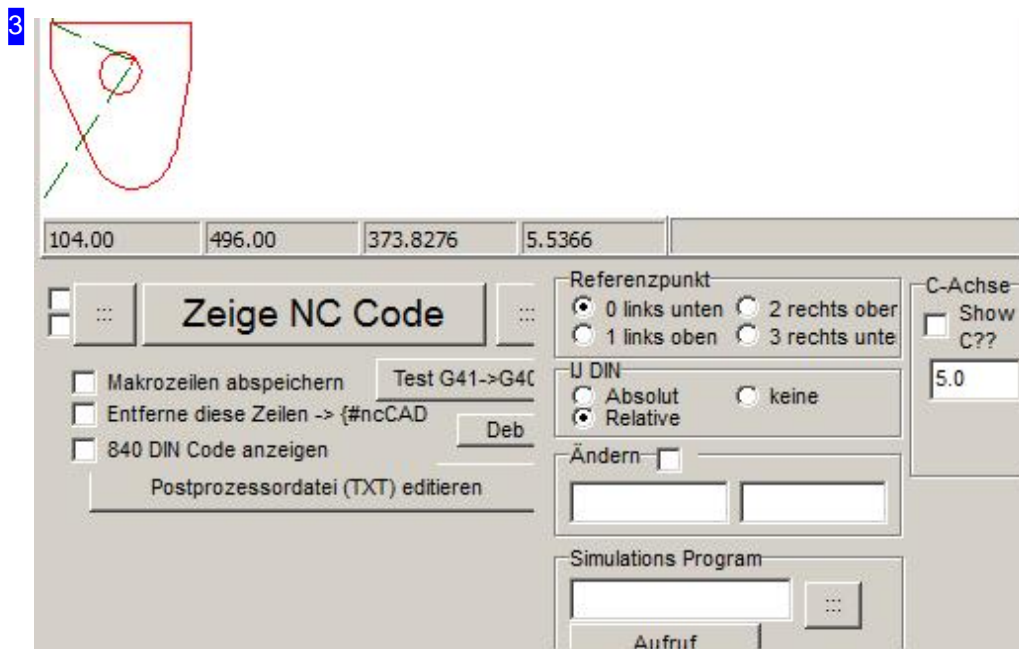 3
104.00 496.00 373.8276 5.5366
::: Zeige NC Code :::
Makrozeilen abspeichern Test G41->G40
Entferne diese Zeilen -> {#ncCAD
Deb
840 DIN Code anzeigen
Postprozessordatei (TXT) editieren
Referenzpunkt
0 links unten 2 rechts ober
1 links oben 3 rechts unte
IJ DIN
Absolut keine
Relative
Ändern
Simulations Program
:::
Aufruf
C-Achse
Show
C??
5.0